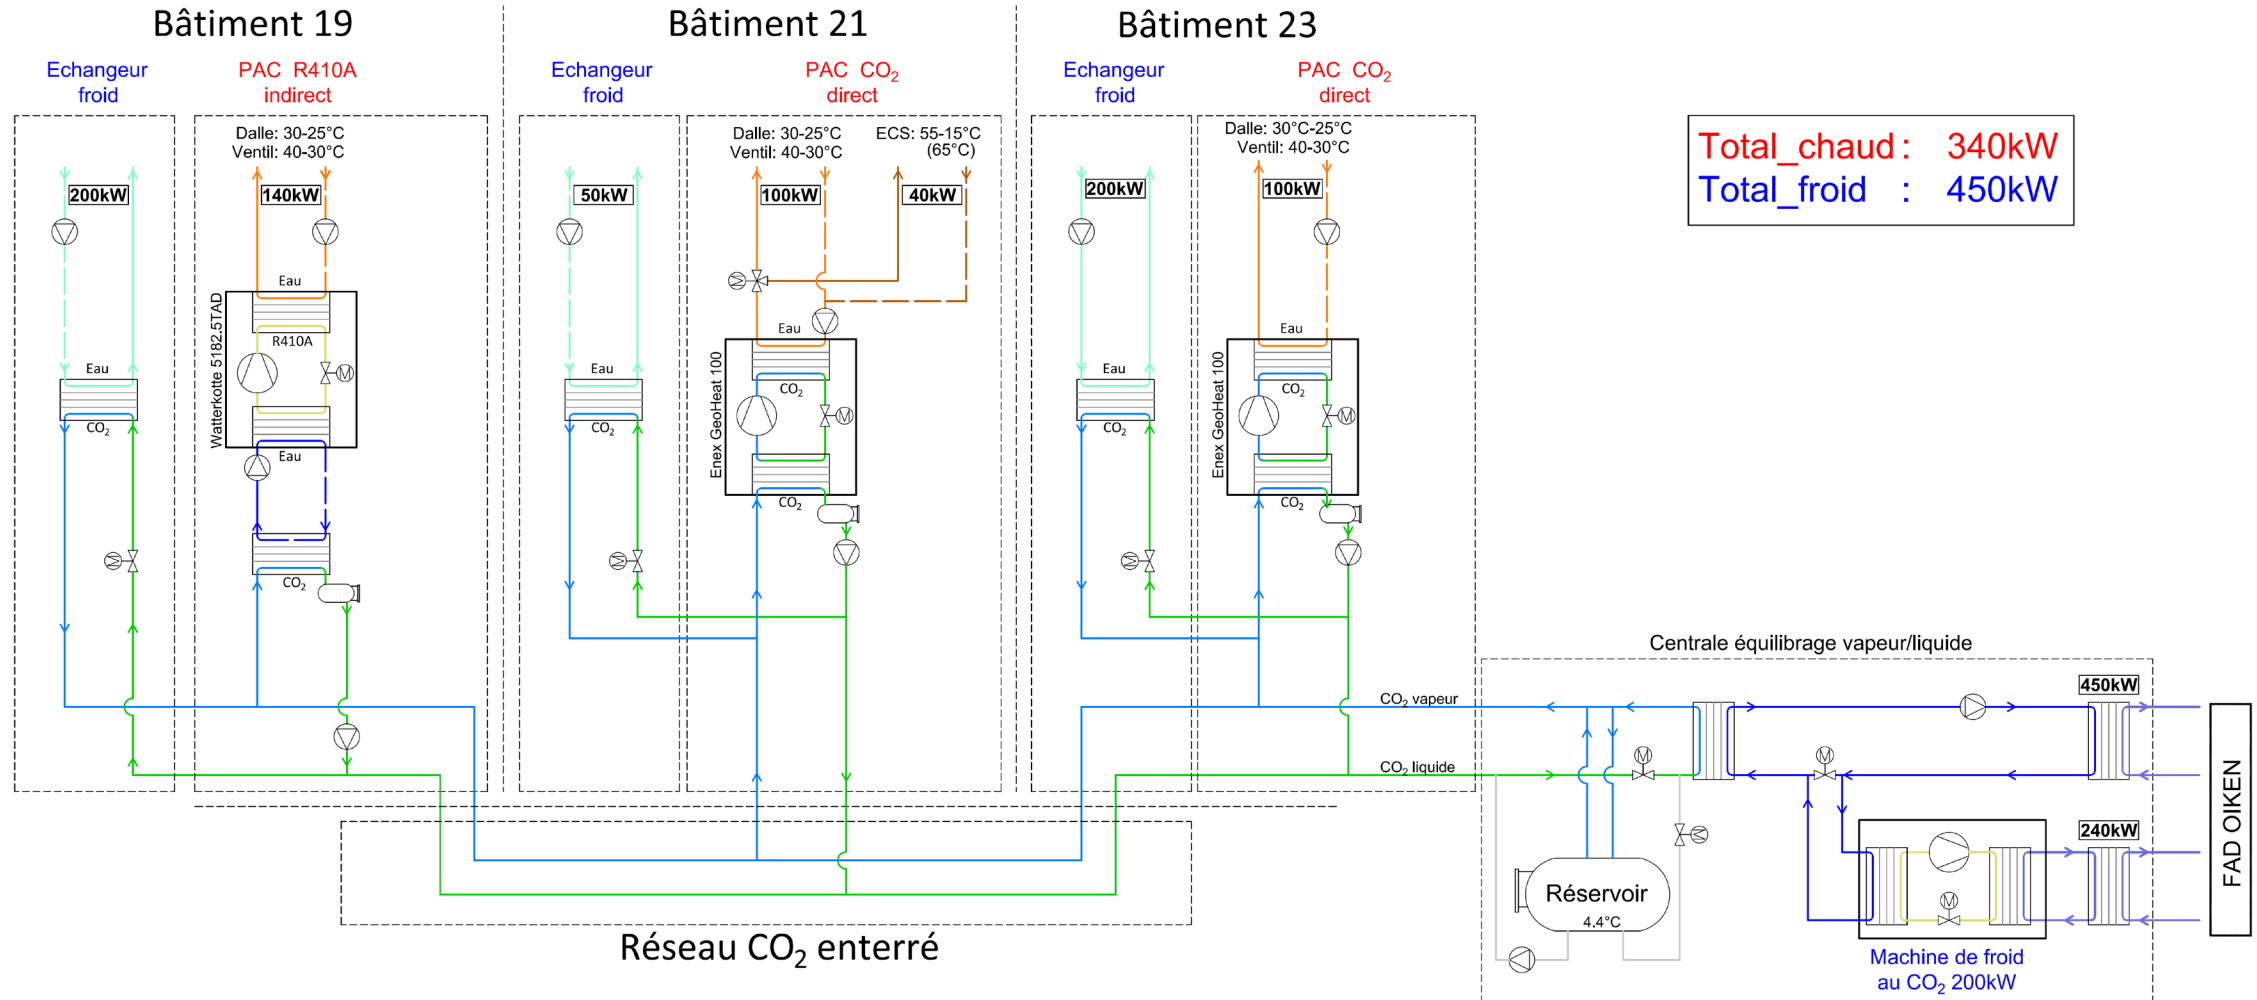 Bâtiment 19
Bâtiment 21
Bâtiment 23
Echangeur
froid
PAC R410A
indirect
Echangeur
froid
PAC CO₂
direct
Echangeur
froid
PAC CO₂
direct
Dalle: 30-25°C
Ventil: 40-30°C
Dalle: 30-25°C
Ventil: 40-30°C
ECS: 55-15°C
(65°C)
Dalle: 30°C-25°C
Ventil: 40-30°C
Total_chaud : 340kW
Total_froid : 450kW
200kW
140kW
50kW
100kW
40kW
200kW
100kW
Eau
R410A
Eau
Watterkotte 5182.5TAD
M
Eau
CO₂
M
CO₂
Eau
CO₂
M
Eau
CO₂
M
CO₂
Enex GeoHeat 100
M
Eau
CO₂
M
Eau
CO₂
M
CO₂
Enex GeoHeat 100
Centrale équilibrage vapeur/liquide
CO₂ vapeur
CO₂ liquide
450kW
M
M
M
240kW
M
FAD OIKEN
Réservoir
4.4°C
Machine de froid
au CO₂ 200kW
Réseau CO₂ enterré